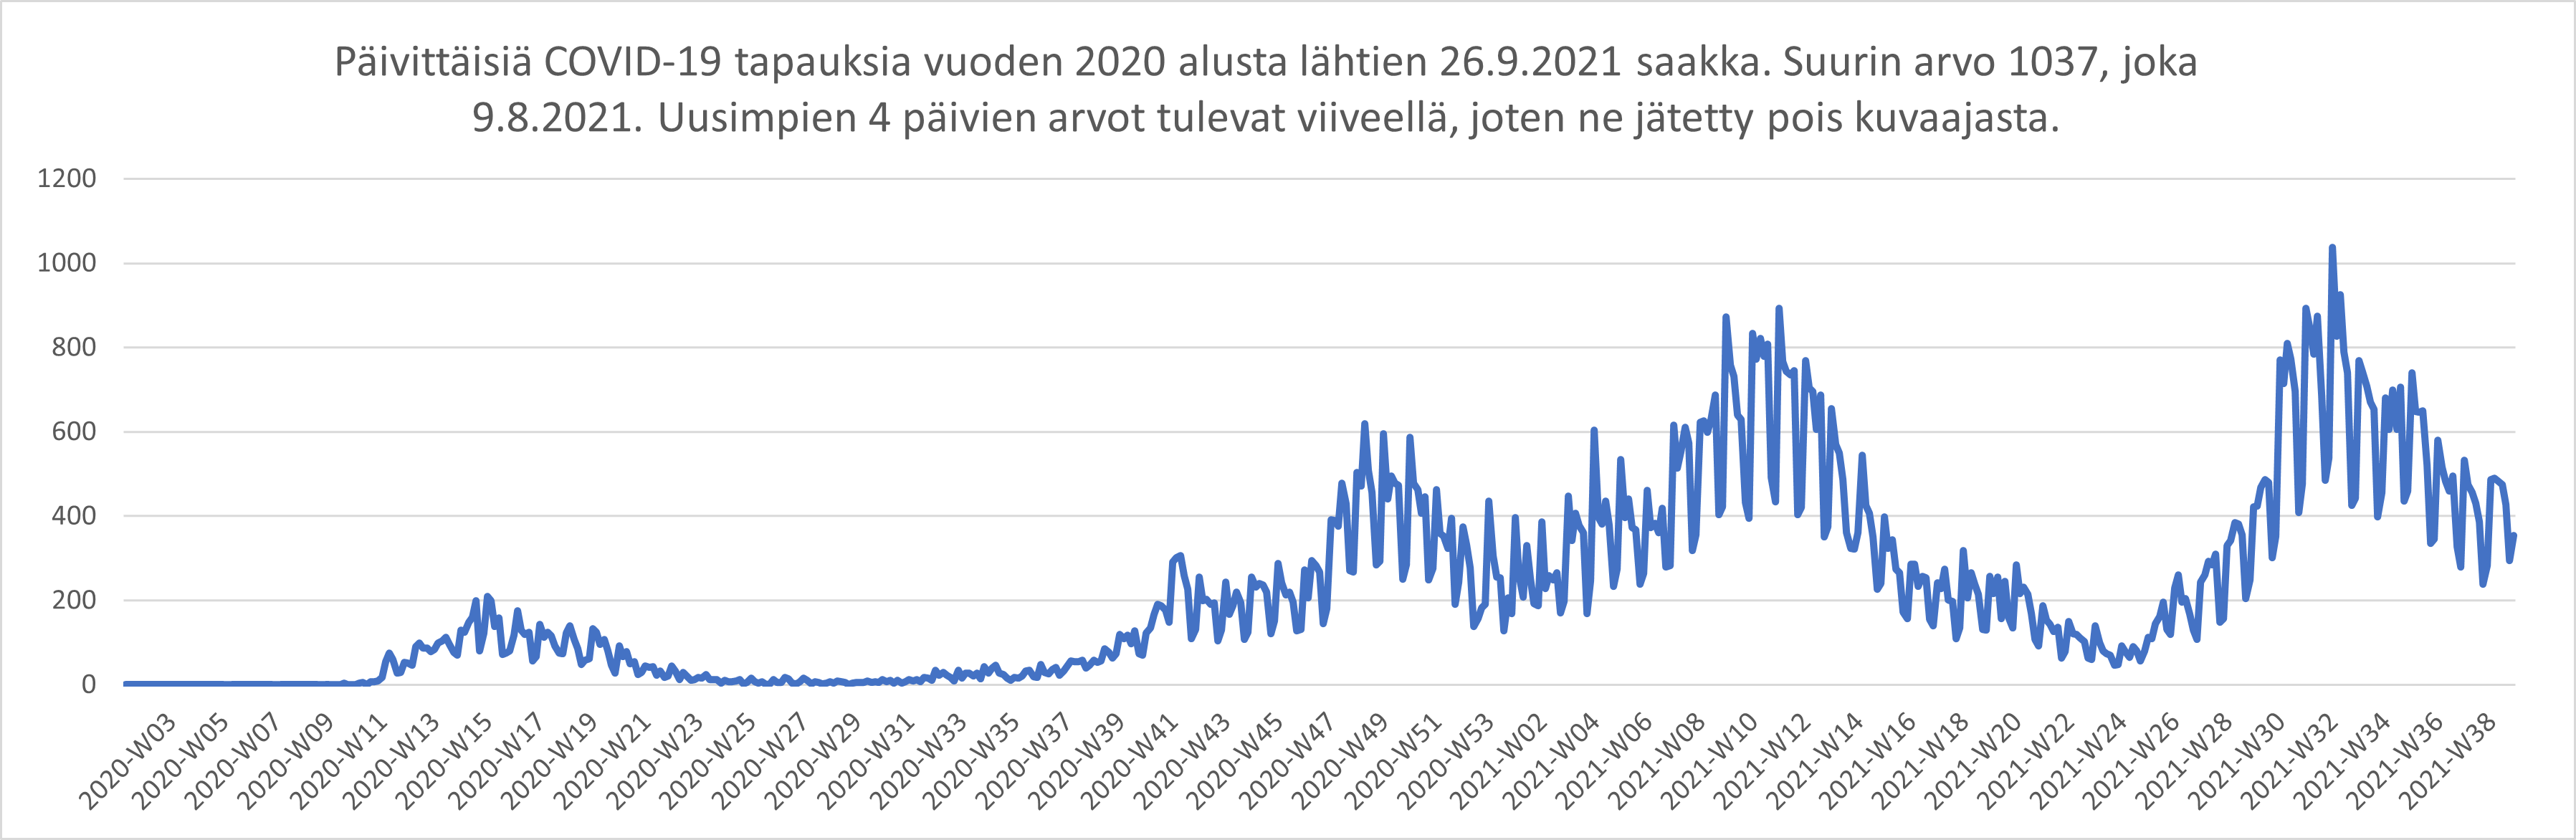 Päivittäisiä COVID-19 tapauksia vuoden 2020 alusta lähtien 26.9.2021 saakka. Suurin arvo 1037, joka
9.8.2021. Uusimpien 4 päivien arvot tulevat viiveellä, joten ne jätetty pois kuvaajasta.
1200
1000
800
600
400
200
0
2020-W03
2020-W05
2020-W07
2020-W09
2020-W11
2020-W13
2020-W15
2020-W17
2020-W19
2020-W21
2020-W23
2020-W25
2020-W27
2020-W29
2020-W31
2020-W33
2020-W35
2020-W37
2020-W39
2020-W41
2020-W43
2020-W45
2020-W47
2020-W49
2020-W51
2020-W53
2021-W02
2021-W04
2021-W06
2021-W08
2021-W10
2021-W12
2021-W14
2021-W16
2021-W18
2021-W20
2021-W22
2021-W24
2021-W26
2021-W28
2021-W30
2021-W32
2021-W34
2021-W36
2021-W38